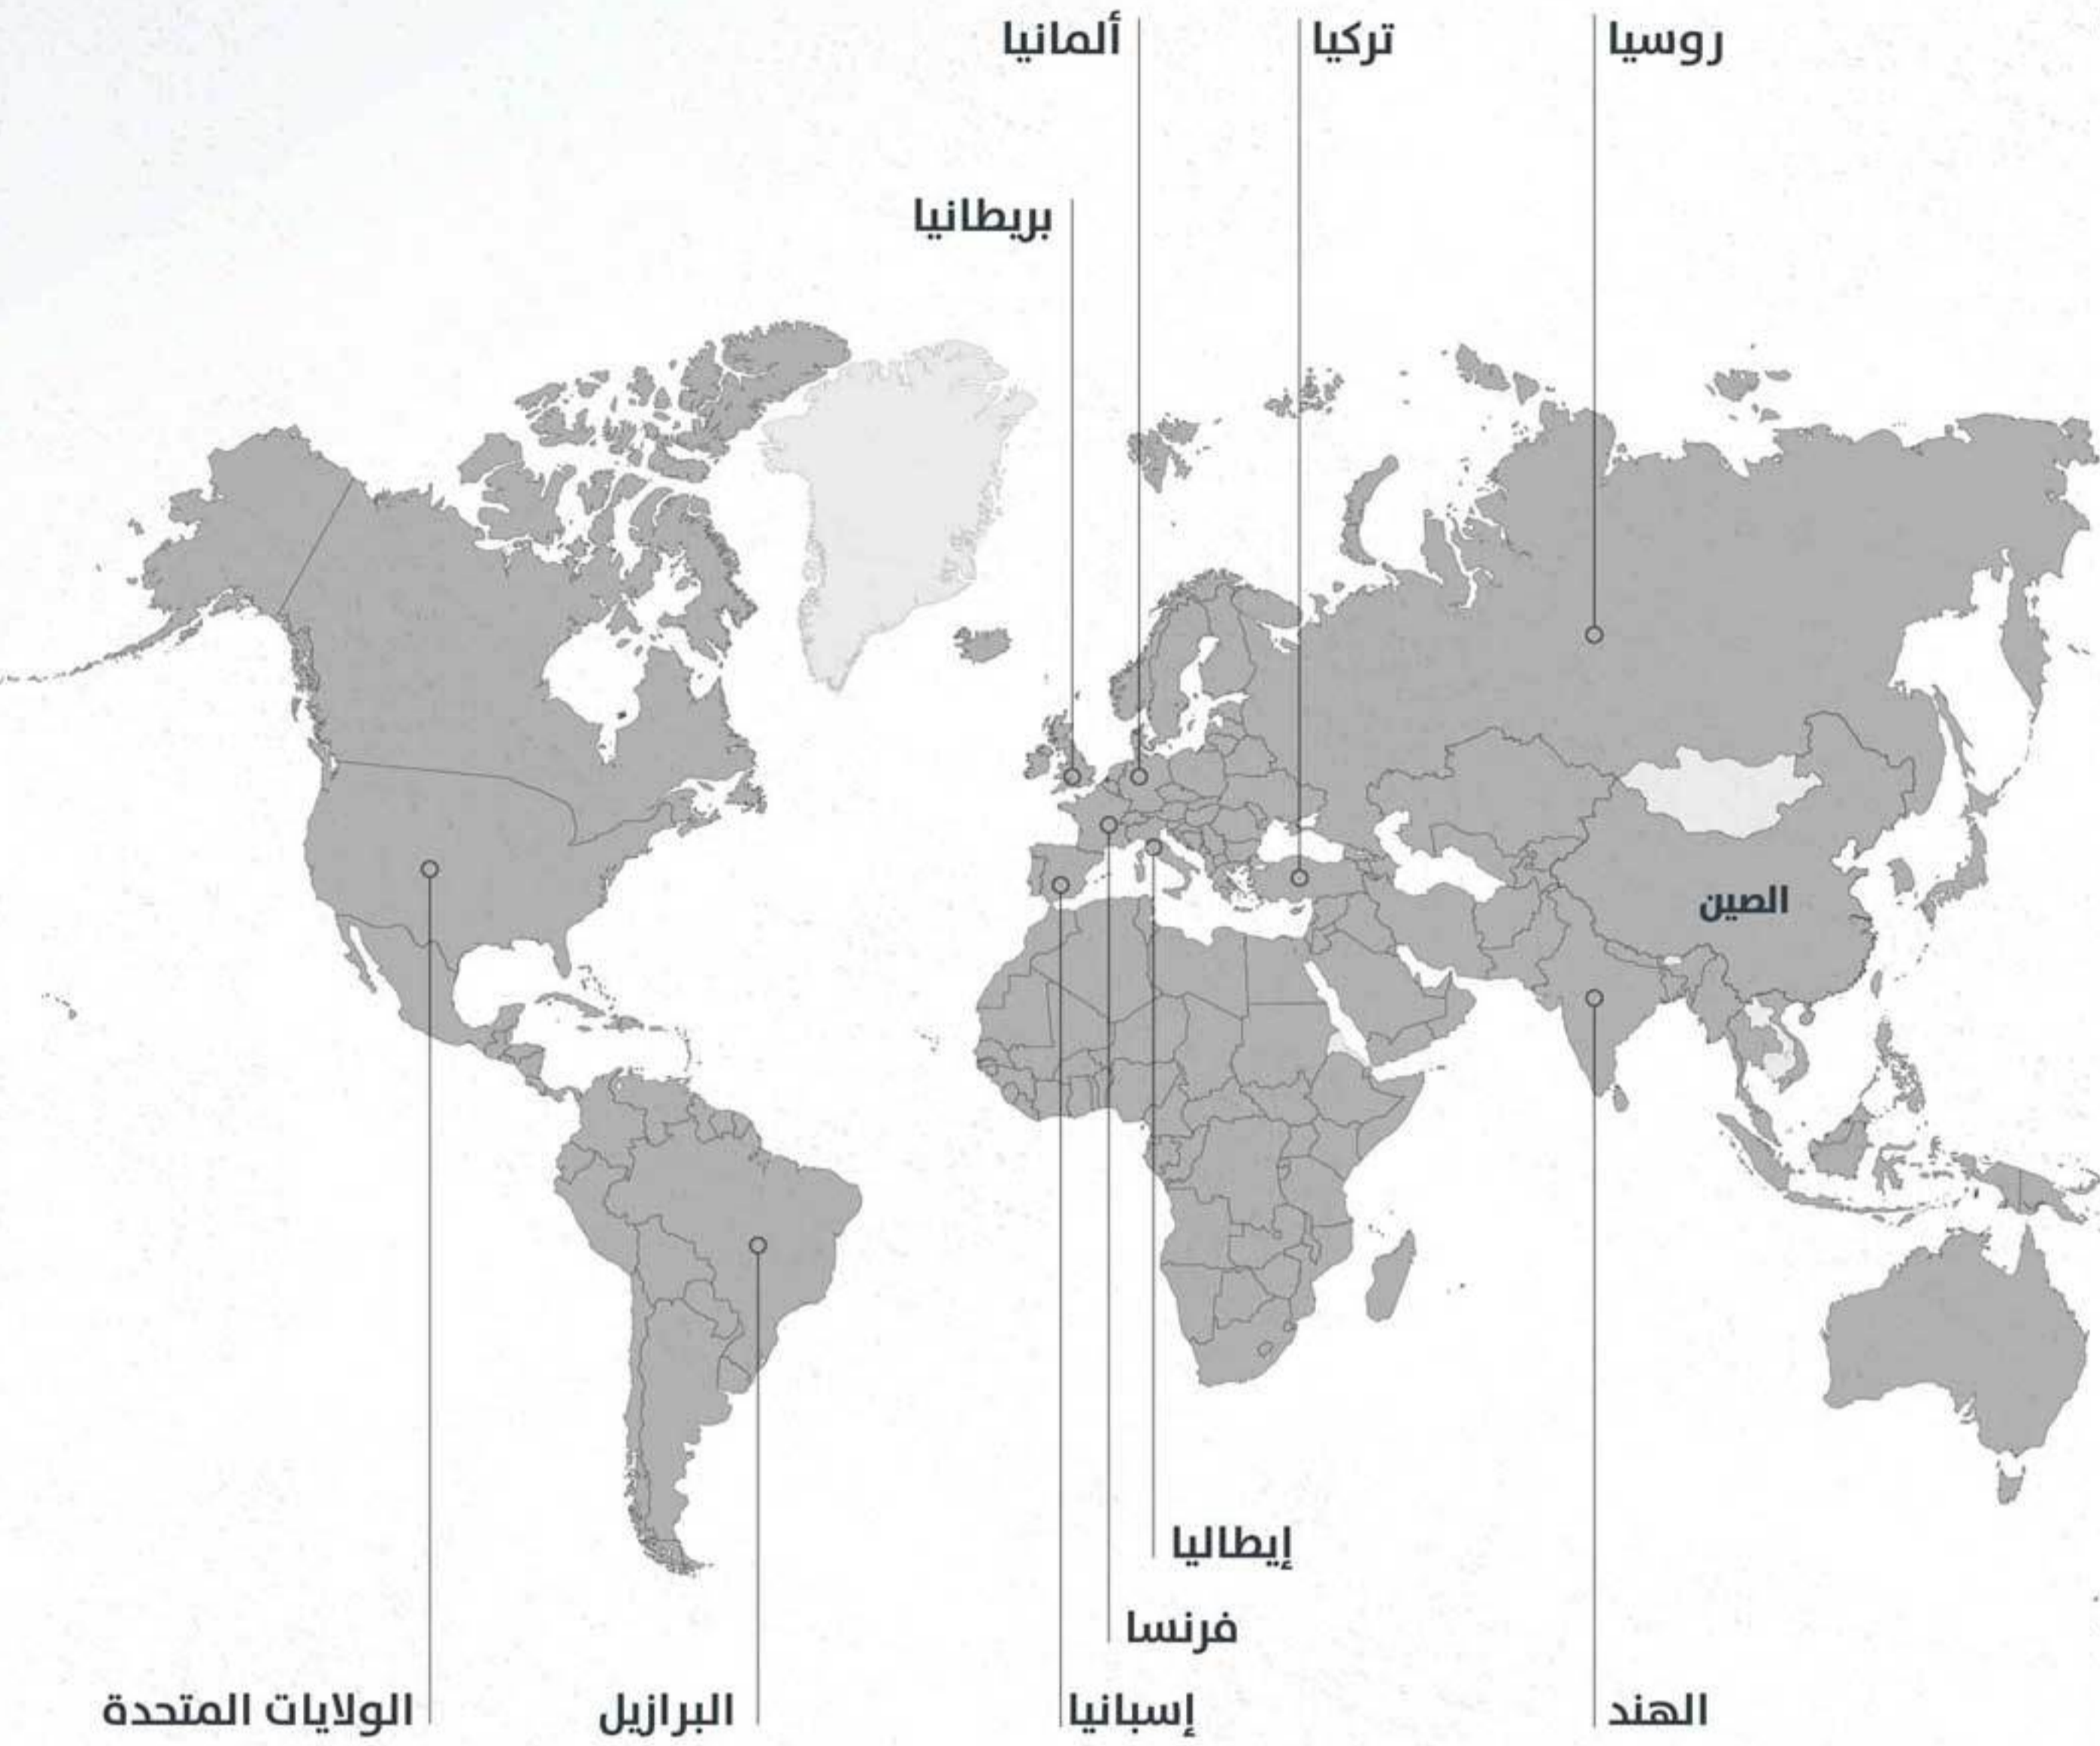 روسيا
تركيا
ألمانيا
بريطانيا
الصين
إيطاليا
فرنسا
الهند
إسبانيا
البرازيل
الولايات المتحدة